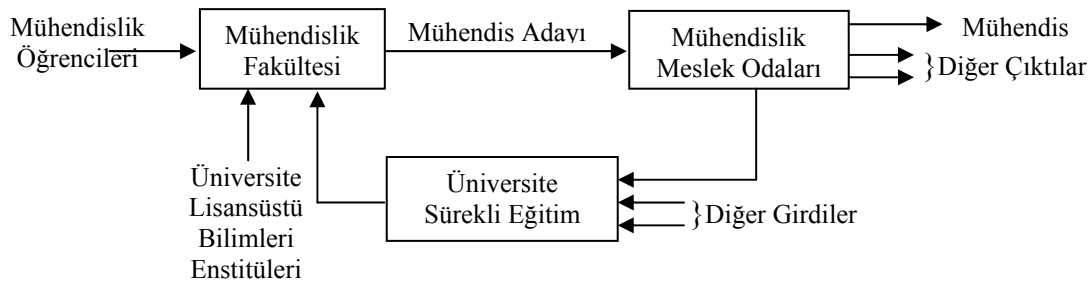 Mühendislik
Öğrencileri
Mühendislik
Fakültesi
Mühendis Adayı
Mühendislik
Meslek Odaları
Mühendis
}Diğer Çıktılar
Üniversite
Lisansüstü
Bilimleri
Enstitüleri
Üniversite
Sürekli Eğitim
}Diğer Girdiler